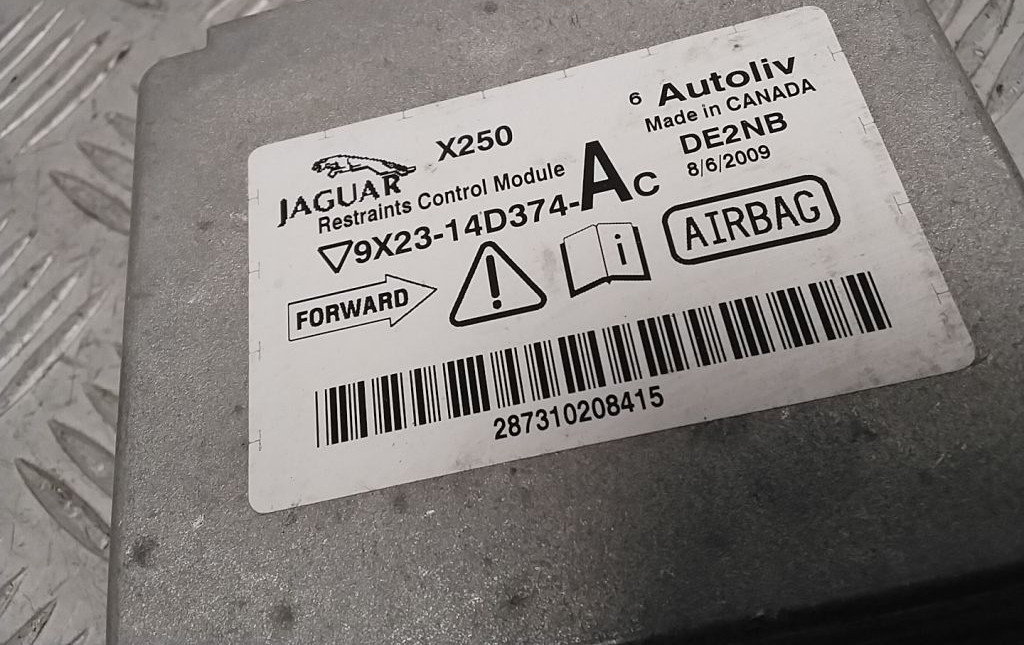 X250
6 Autoliv
Made in CANADA
JAGUAR
DE2NB
Restraints Control Module
8/6/2009
9X23-14D374-AC
FORWARD
i
AIRBAG
287310208415